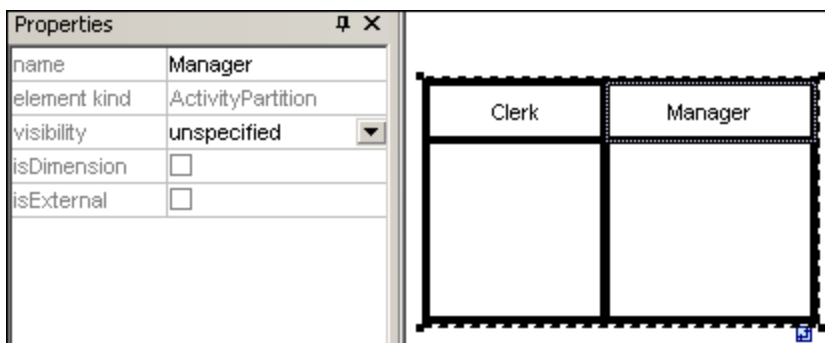 Properties
name Manager
element kind ActivityPartition
visibility unspecified
isDimension
isExternal
Clerk Manager